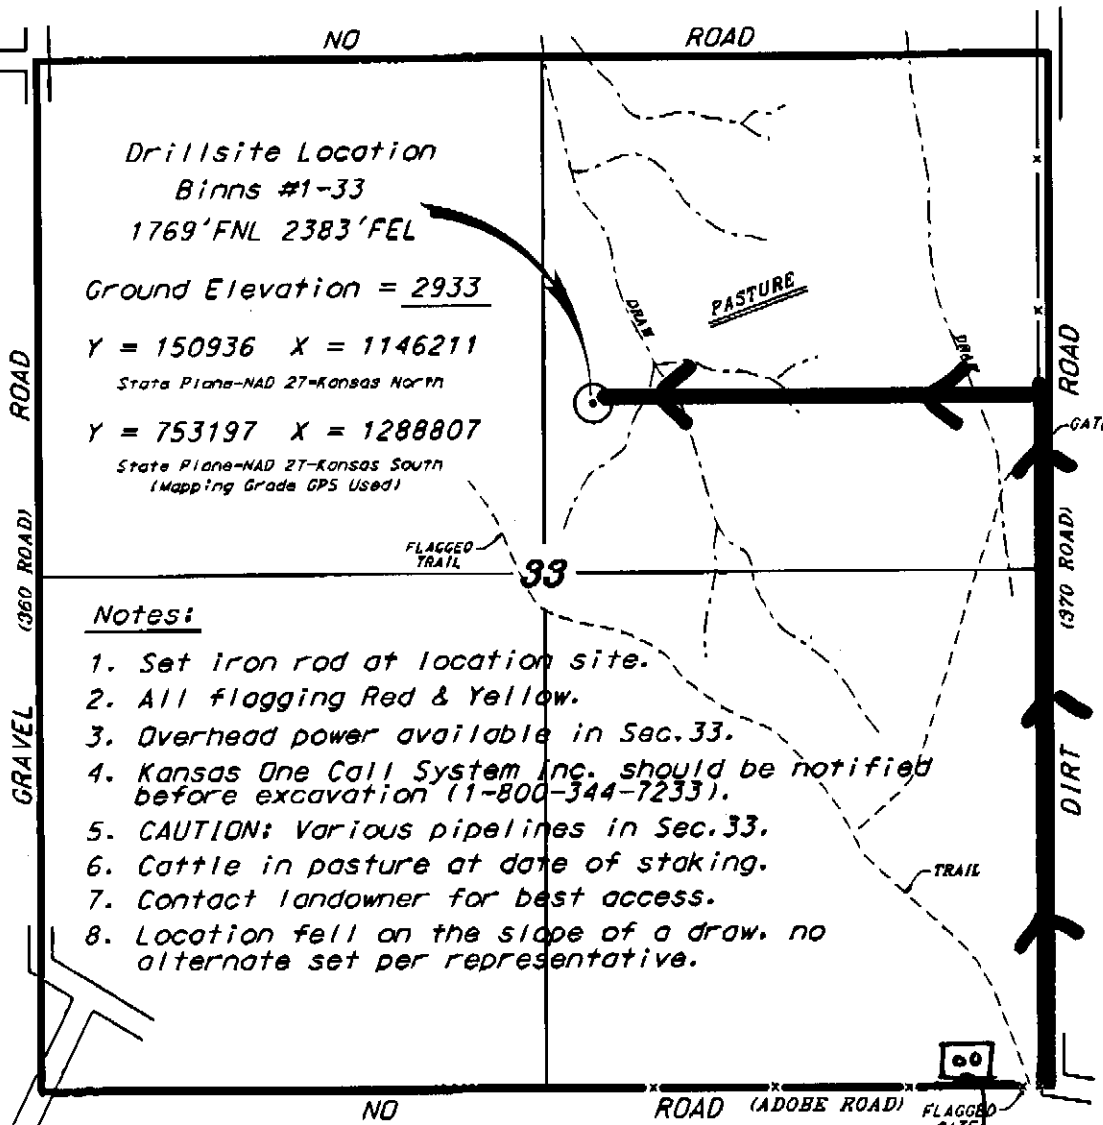 NO ROAD
Drillsite Location
Binns #1-33
1769'FNL 2383'FEL
Ground Elevation = 2933
Y = 150936 X = 1146211
State Plane-NAD 27-Kansas North
Y = 753197 X = 1288807
State Plane-NAD 27-Kansas South
(Mapping Grade GPS Used)
PASTURE
DRAW
DRAW
GRAVEL (360 ROAD) ROAD
DIRT (370 ROAD) ROAD
FLAGGED
TRAIL
33
Notes:
1. Set iron rod at location site.
2. All flagging Red & Yellow.
3. Overhead power available in Sec.33.
4. Kansas One Call System Inc. should be notified
before excavation (1-800-344-7233).
5. CAUTION: Various pipelines in Sec.33.
6. Cattle in pasture at date of staking.
7. Contact landowner for best access.
8. Location fell on the slope of a draw. no
alternate set per representative.
TRAIL
NO ROAD (ADOBE ROAD)
FLAGGED